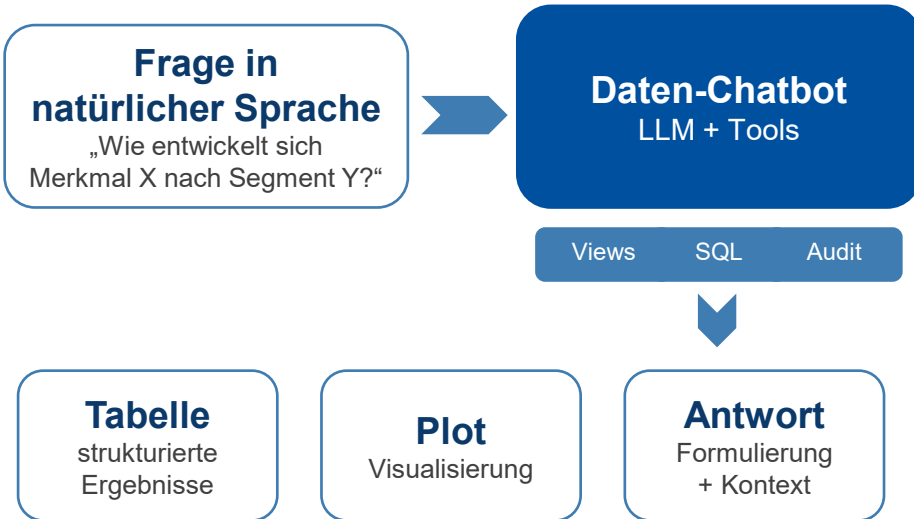 Frage in
natürlicher Sprache
„Wie entwickelt sich
Merkmal X nach Segment Y?“
Daten-Chatbot
LLM + Tools
Views SQL Audit
Tabelle
strukturierte
Ergebnisse
Plot
Visualisierung
Antwort
Formulierung
+ Kontext